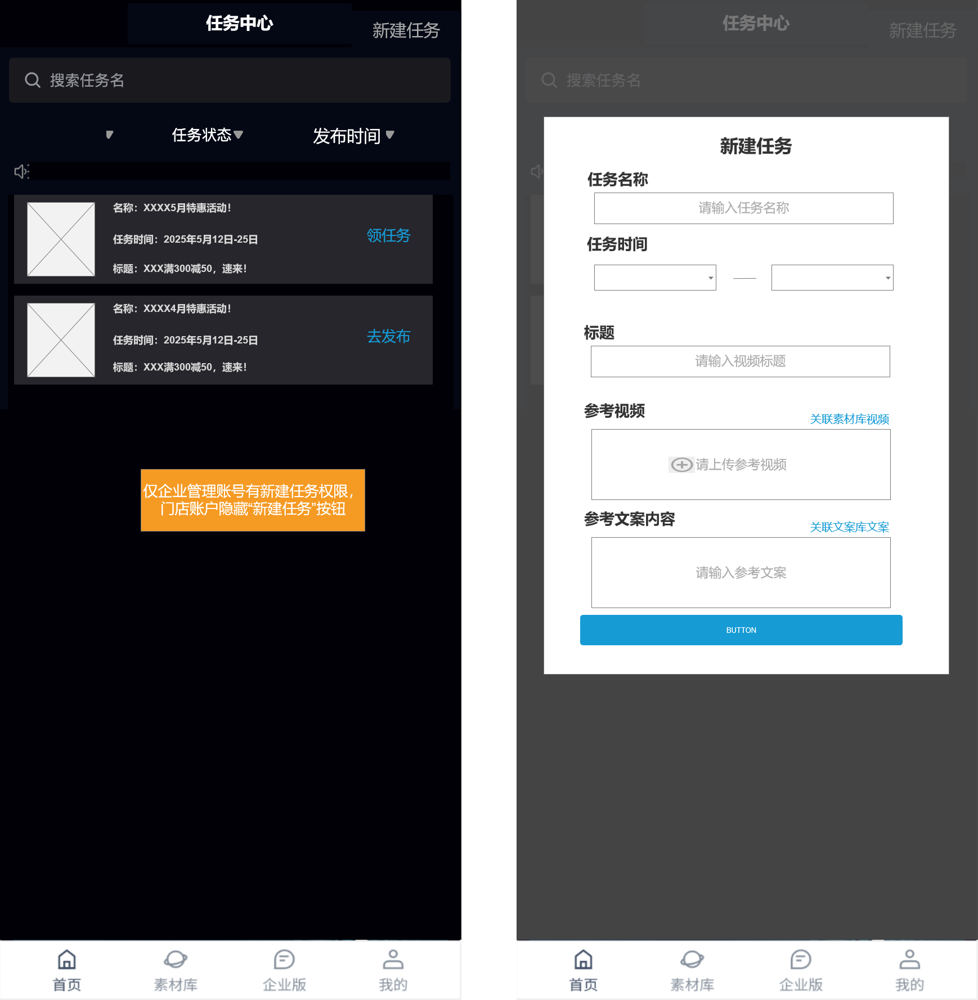 任务中心
新建任务
搜索任务名
任务状态
发布时间
名称：XXXX5月特惠活动！
任务时间：2025年5月12日-25日
领任务
标题：XXX满300减50，速来！
名称：XXXX4月特惠活动！
任务时间：2025年5月12日-25日
去发布
标题：XXX满300减50，速来！
仅企业管理账号有新建任务权限，
门店账户隐藏“新建任务”按钮
首页
素材库
企业版
我的
任务中心
新建任务
搜索任务名
新建任务
任务名称
请输入任务名称
任务时间
标题
请输入视频标题
参考视频
关联素材库视频
请上传参考视频
参考文案内容
关联文案库文案
请输入参考文案
BUTTON
首页
素材库
企业版
我的